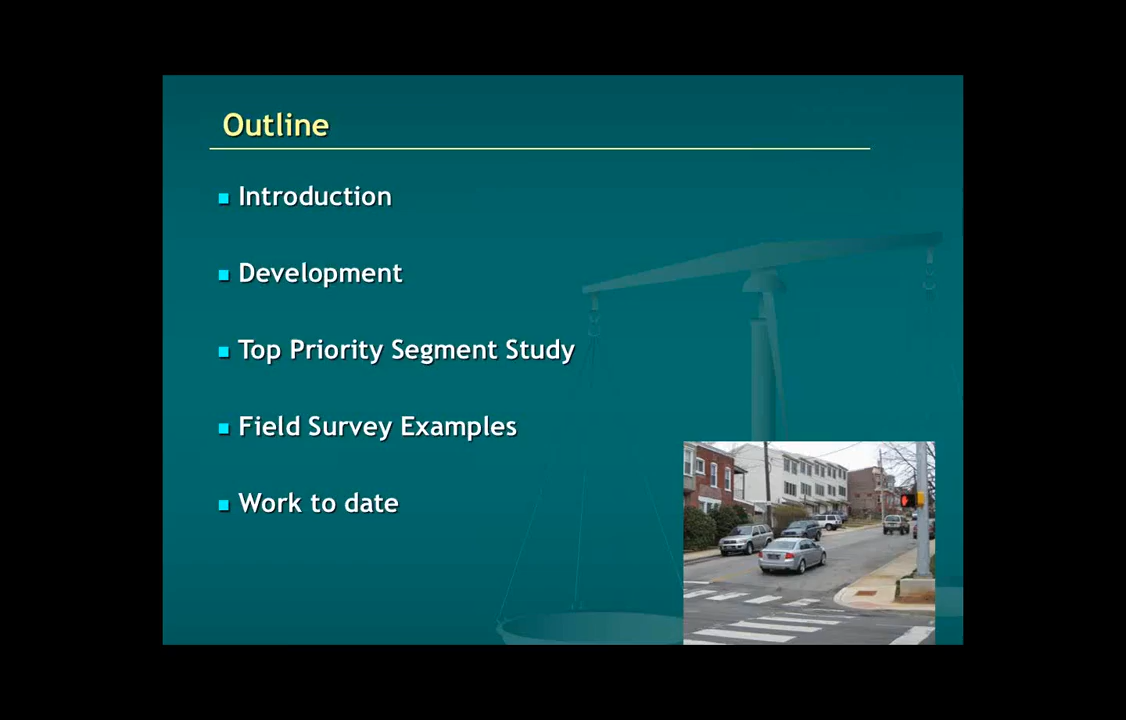 Outline
Introduction
Development
Top Priority Segment Study
Field Survey Examples
Work to date